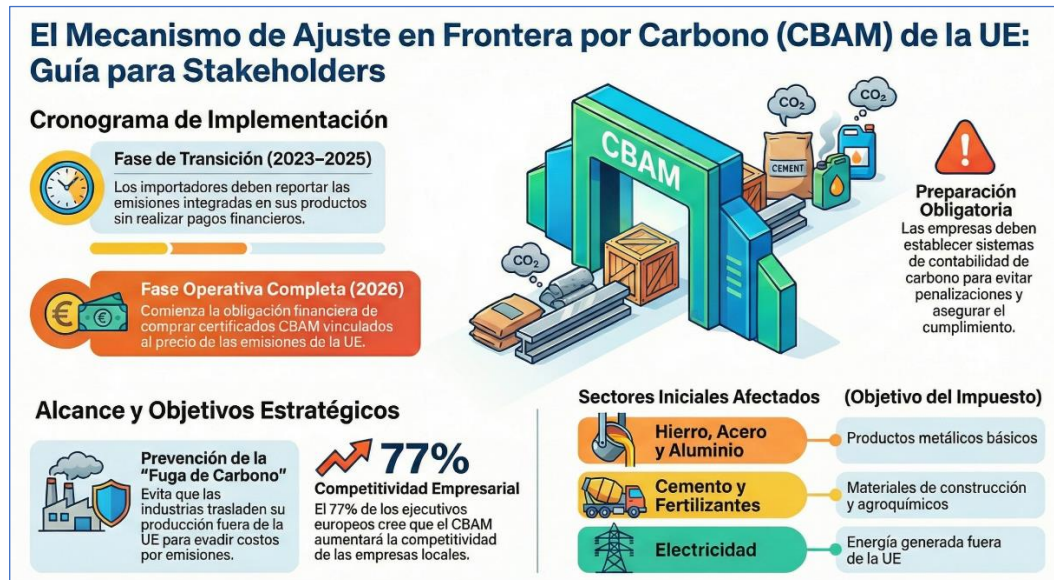 El Mecanismo de Ajuste en Frontera por Carbono (CBAM) de la UE:
Guía para Stakeholders
Cronograma de Implementación
Fase de Transición (2023–2025)
Los importadores deben reportar las
emisiones integradas en sus productos
sin realizar pagos financieros.
Fase Operativa Completa (2026)
Comienza la obligación financiera de
comprar certificados CBAM vinculados
al precio de las emisiones de la UE.
CO₂
CO₂
CBAM
CEMENT
CO₂
Preparación
Obligatoria
Las empresas deben
establecer sistemas
de contabilidad de
carbono para evitar
penalizaciones y
asegurar el
cumplimiento.
Alcance y Objetivos Estratégicos
Prevención de la
"Fuga de Carbono"
Evita que las
industrias trasladen su
producción fuera de la
UE para evadir costos
por emisiones.
77%
Competitividad Empresarial
El 77% de los ejecutivos
europeos cree que el CBAM
aumentará la competitividad
de las empresas locales.
Sectores Iniciales Afectados (Objetivo del Impuesto)
Hierro, Acero
y Aluminio
Productos metálicos básicos
Cemento y
Fertilizantes
Materiales de construcción
y agroquímicos
Electricidad
Energía generada fuera
de la UE